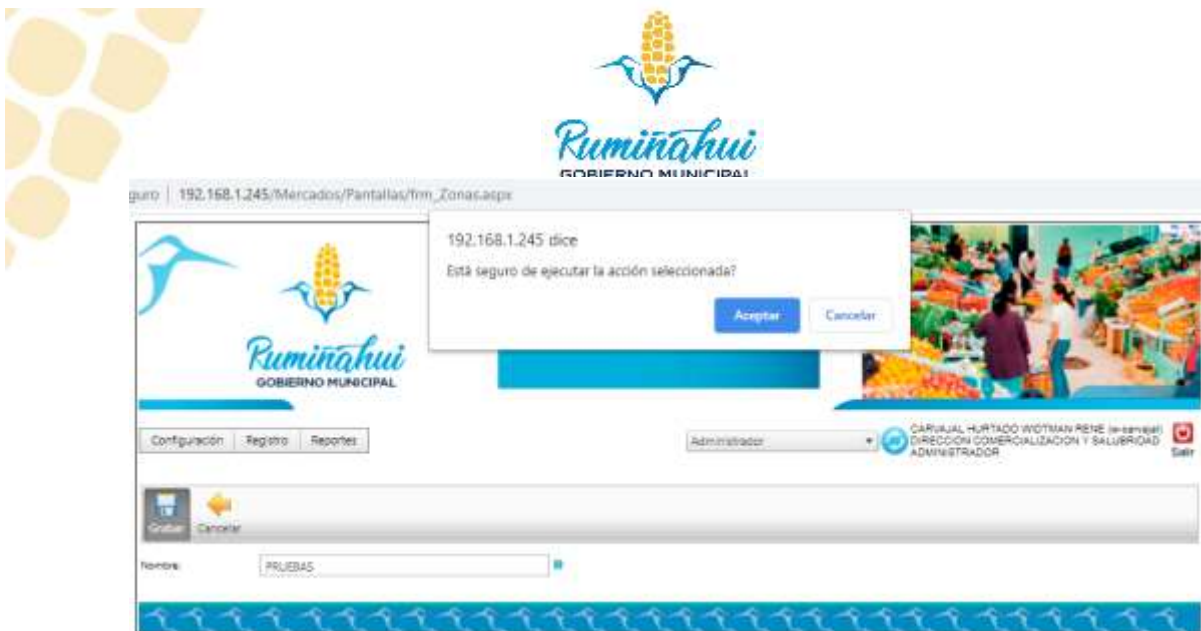 Rumiñahui
GOBIERNO MUNICIPAL
guro | 192.168.1.245/Mercados/Pantallas/frm_Zonas.aspx
192.168.1.245 dice
Está seguro de ejecutar la acción seleccionada?
Aceptar Cancelar
Rumiñahui
GOBIERNO MUNICIPAL
Configuración Registro Reportes
Administrador
CARVAJAL HURTADO WIDTMAN RENE (w-carvajal)
DIRECCION COMERCIALIZACION Y SALUBRIDAD
ADMINISTRADOR
Salir
Grabar Cancelar
Nombre: PRUEBAS